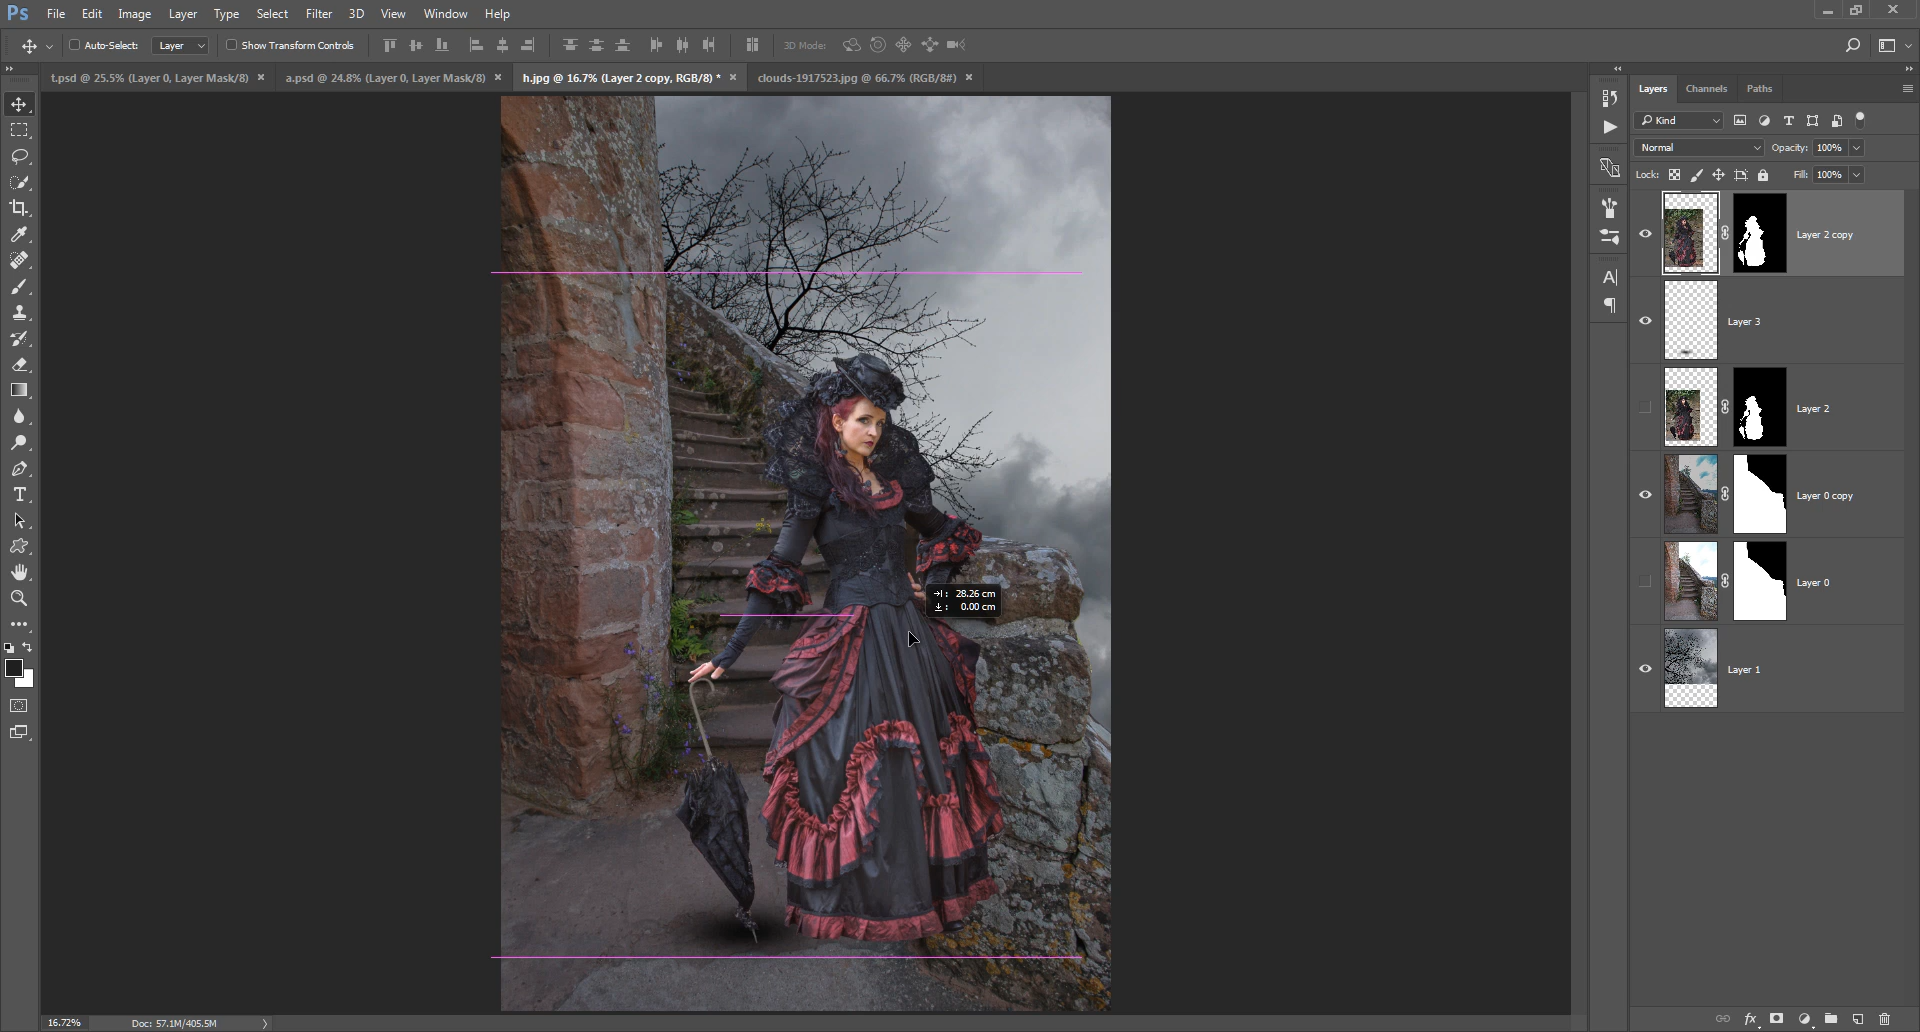 Ps File Edit Image Layer Type Select Filter 3D View Window Help
Auto-Select: Layer Show Transform Controls 3D Mode:
t.psd @ 25.5% (Layer 0, Layer Mask/8) × a.psd @ 24.8% (Layer 0, Layer Mask/8) × h.jpg @ 16.7% (Layer 2 copy, RGB/8) * × clouds-1917523.jpg @ 66.7% (RGB/8#) ×
Layers Channels Paths
Kind
Normal Opacity: 100%
Lock: Fill: 100%
Layer 2 copy
Layer 3
Layer 2
Layer 0 copy
Layer 0
Layer 1
28.26 cm
0.00 cm
16.72% Doc: 57.1M/405.5M